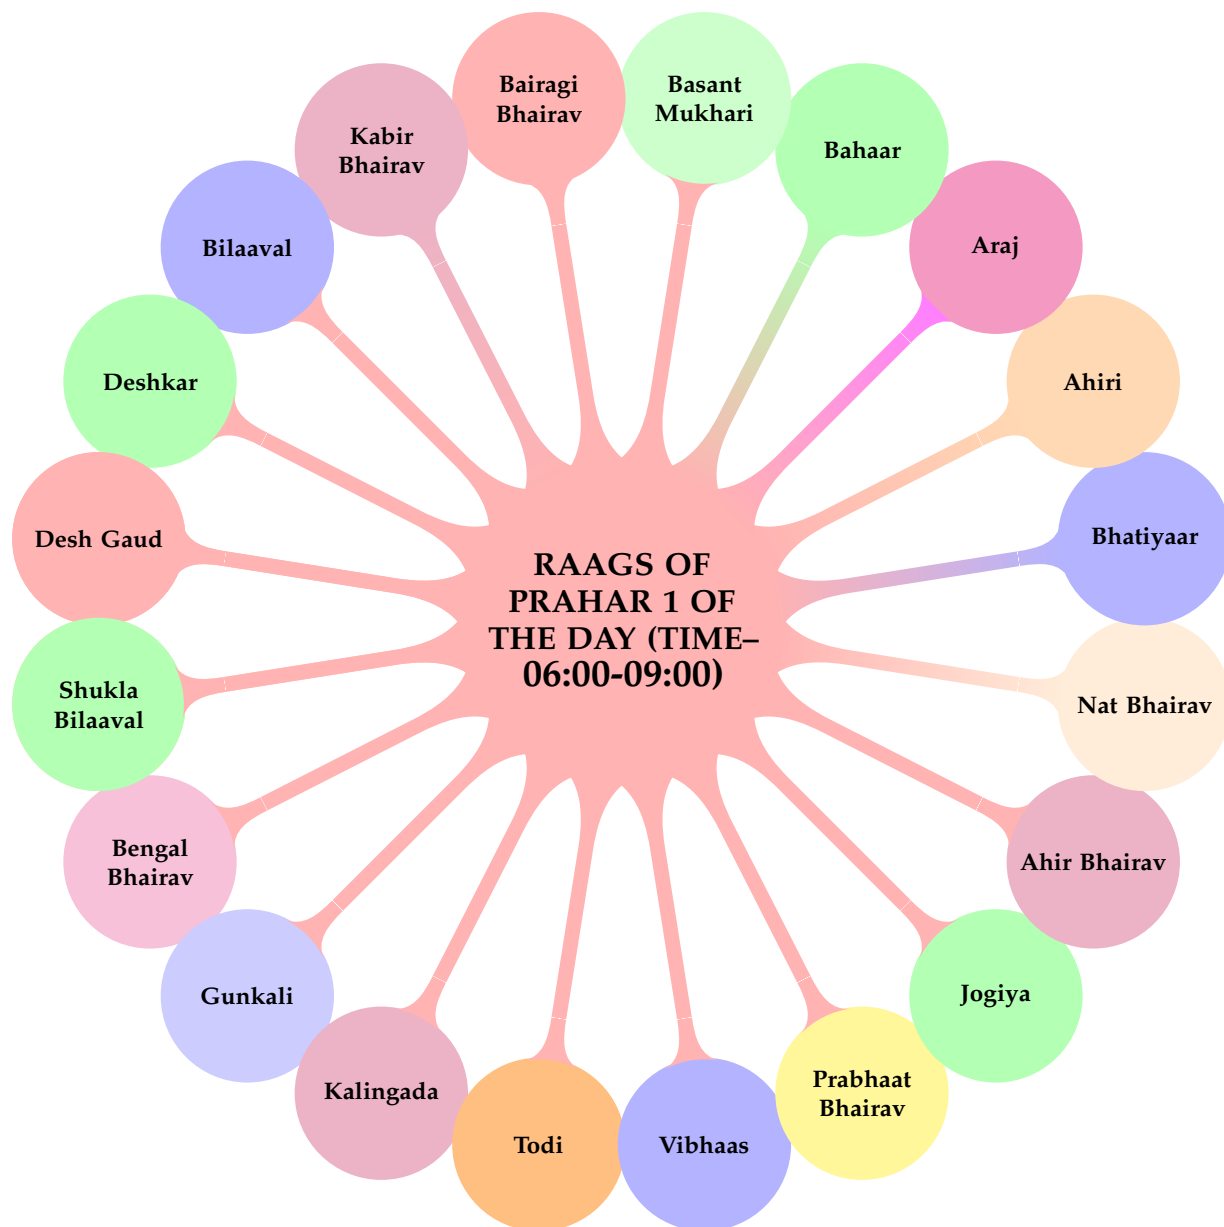 Bairagi
Bhairav
Basant
Mukhari
Kabir
Bhairav
Bahaar
Bilaaval
Araj
Deshkar
Ahiri
Desh Gaud
Bhatiyaar
RAAGS OF
PRAHAR 1 OF
THE DAY (TIME–
06:00-09:00)
Shukla
Bilaaval
Nat Bhairav
Bengal
Bhairav
Ahir Bhairav
Gunkali
Jogiya
Kalingada
Prabhaat
Bhairav
Todi
Vibhaas